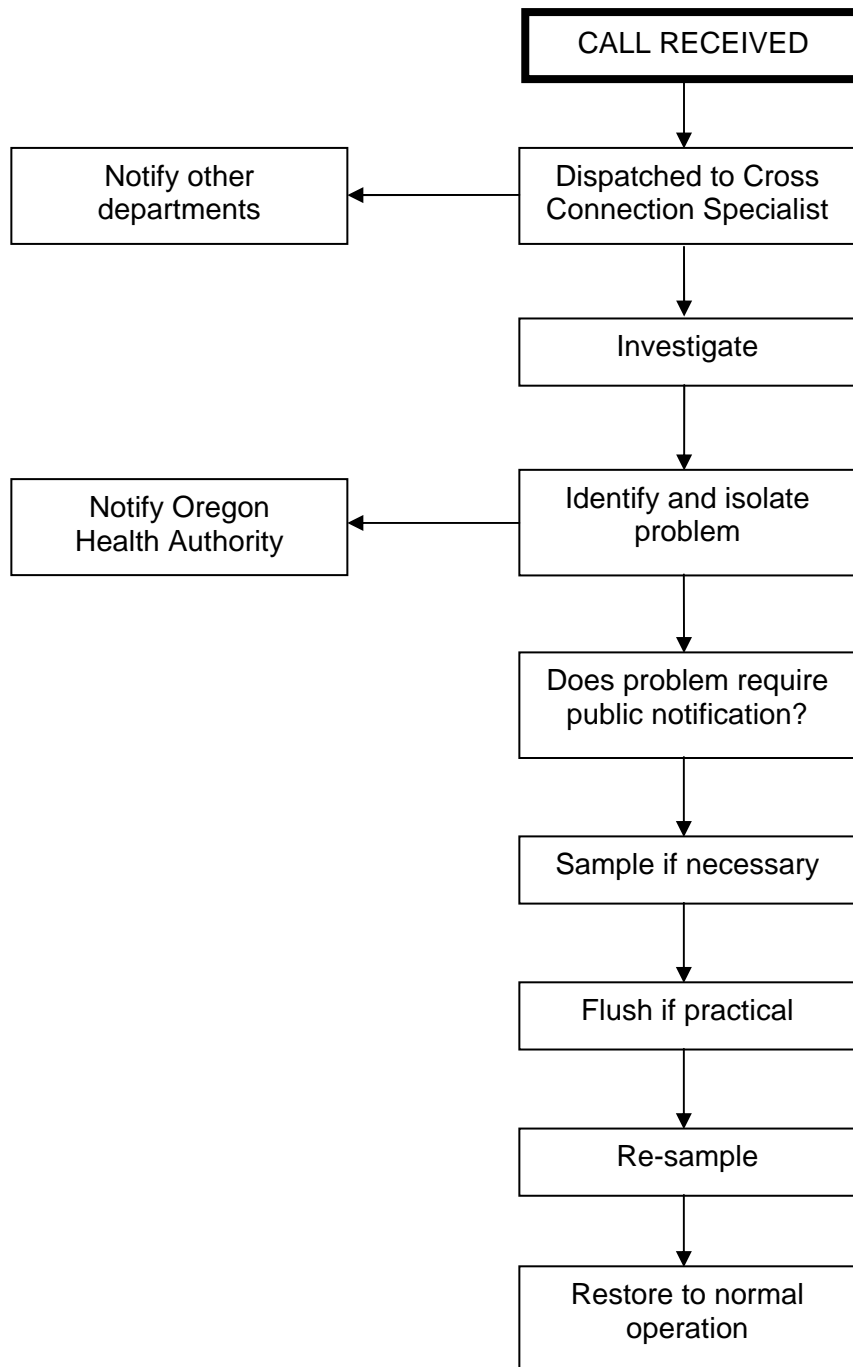 CALL RECEIVED
Notify other
departments
Dispatched to Cross
Connection Specialist
Investigate
Notify Oregon
Health Authority
Identify and isolate
problem
Does problem require
public notification?
Sample if necessary
Flush if practical
Re-sample
Restore to normal
operation